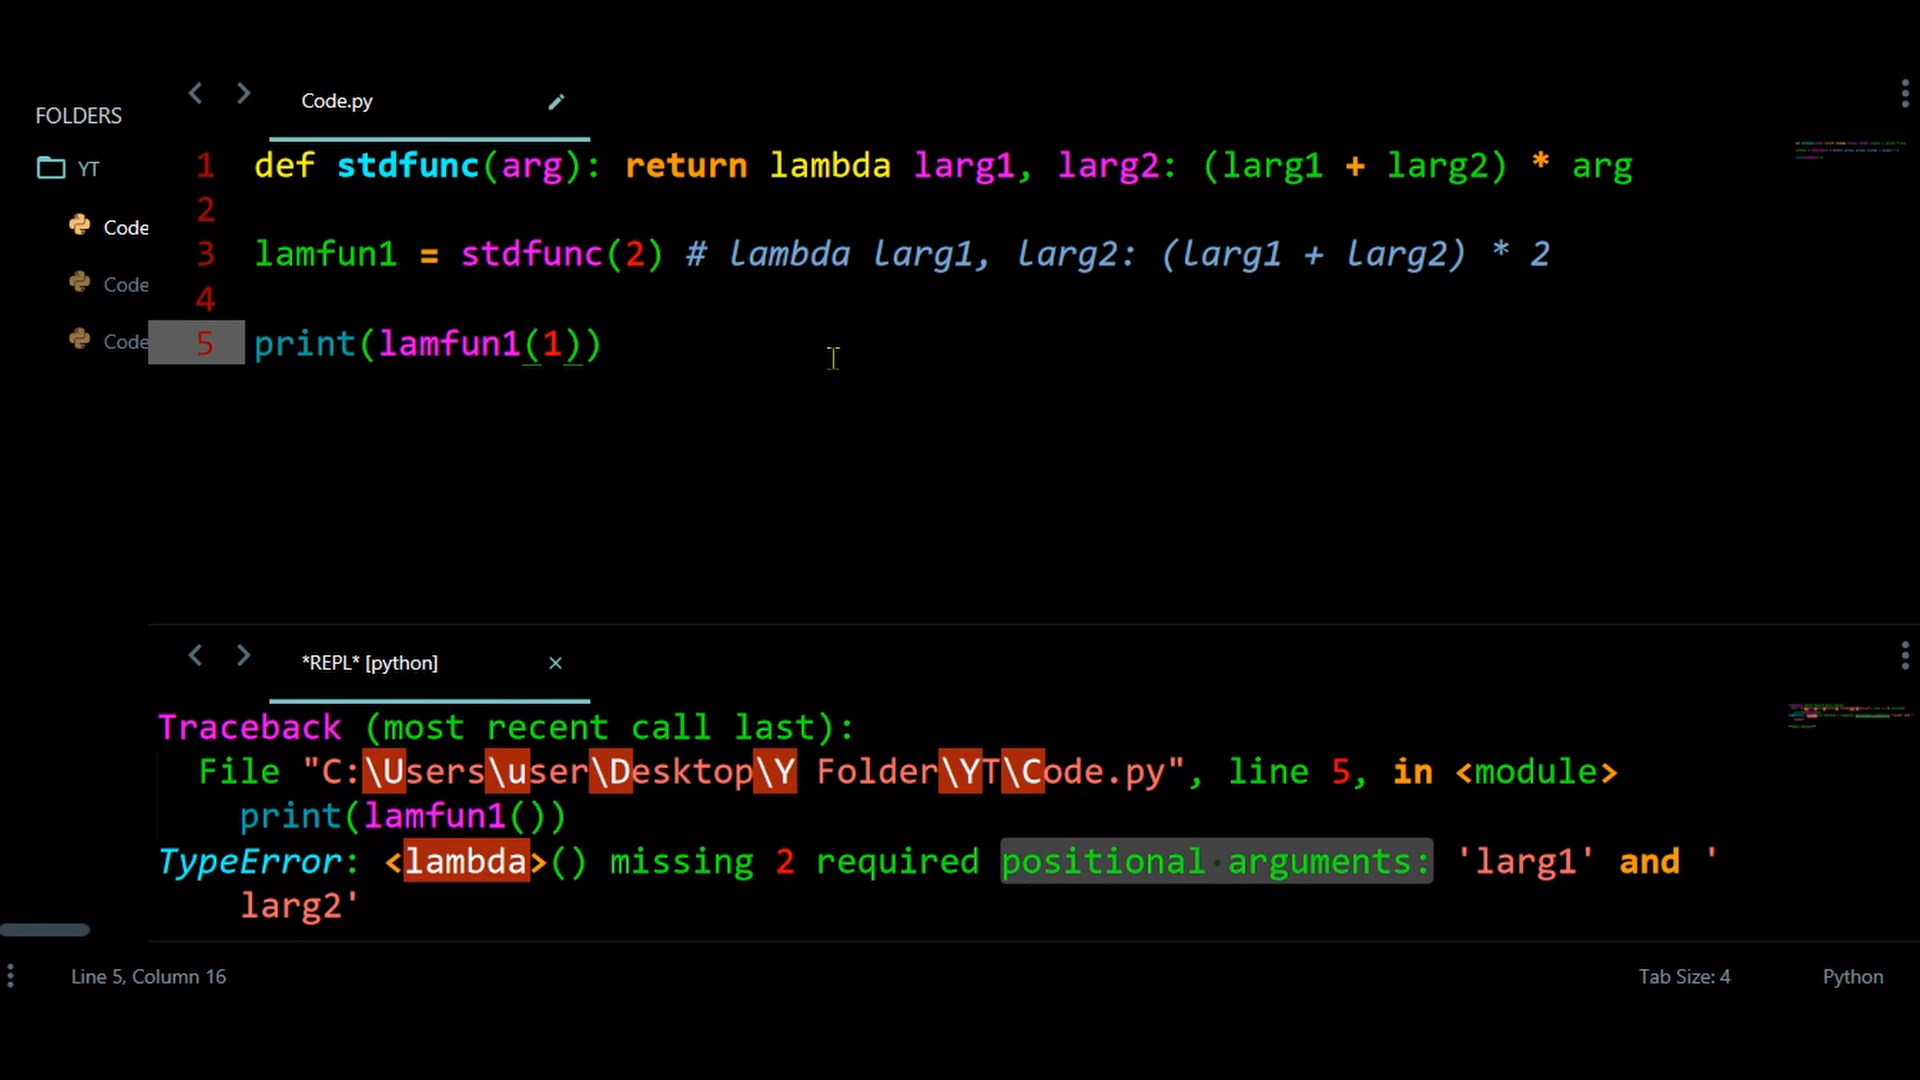 FOLDERS
YT
Code
Code
Code
Code.py
1 def stdfunc(arg): return lambda larg1, larg2: (larg1 + larg2) * arg
2
3 lamfun1 = stdfunc(2) # lambda larg1, larg2: (larg1 + larg2) * 2
4
5 print(lamfun1(1))
*REPL* [python]
Traceback (most recent call last):
File "C:\Users\user\Desktop\Y Folder\YT\Code.py", line 5, in <module>
print(lamfun1())
TypeError: <lambda>() missing 2 required positional arguments: 'larg1' and '
larg2'
Line 5, Column 16
Tab Size: 4
Python